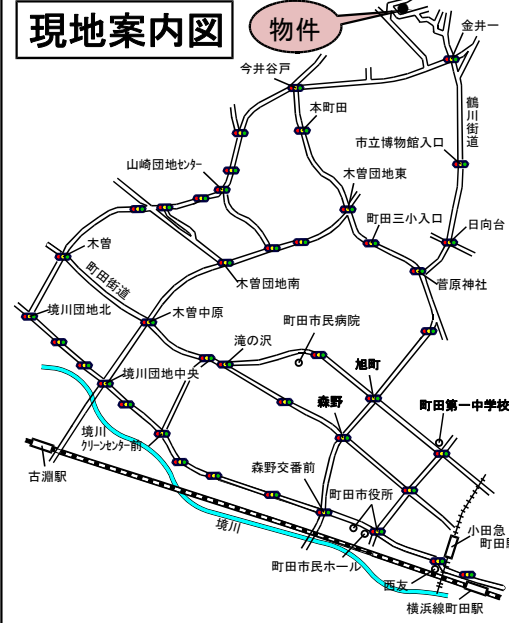 現地案内図
物件
金井一
今井谷戸
本町田
鶴川街道
市立博物館入口
山崎団地センター
木曽団地東
町田三小入口
日向台
木曽
町田街道
木曽団地南
菅原神社
境川団地北
木曽中原
町田市民病院
滝の沢
旭町
境川団地中央
森野
町田第一中学校
境川
クリーンセンター前
古淵駅
森野交番前
町田市役所
境川
小田急
町田駅
町田市民ホール
西友
横浜線町田駅